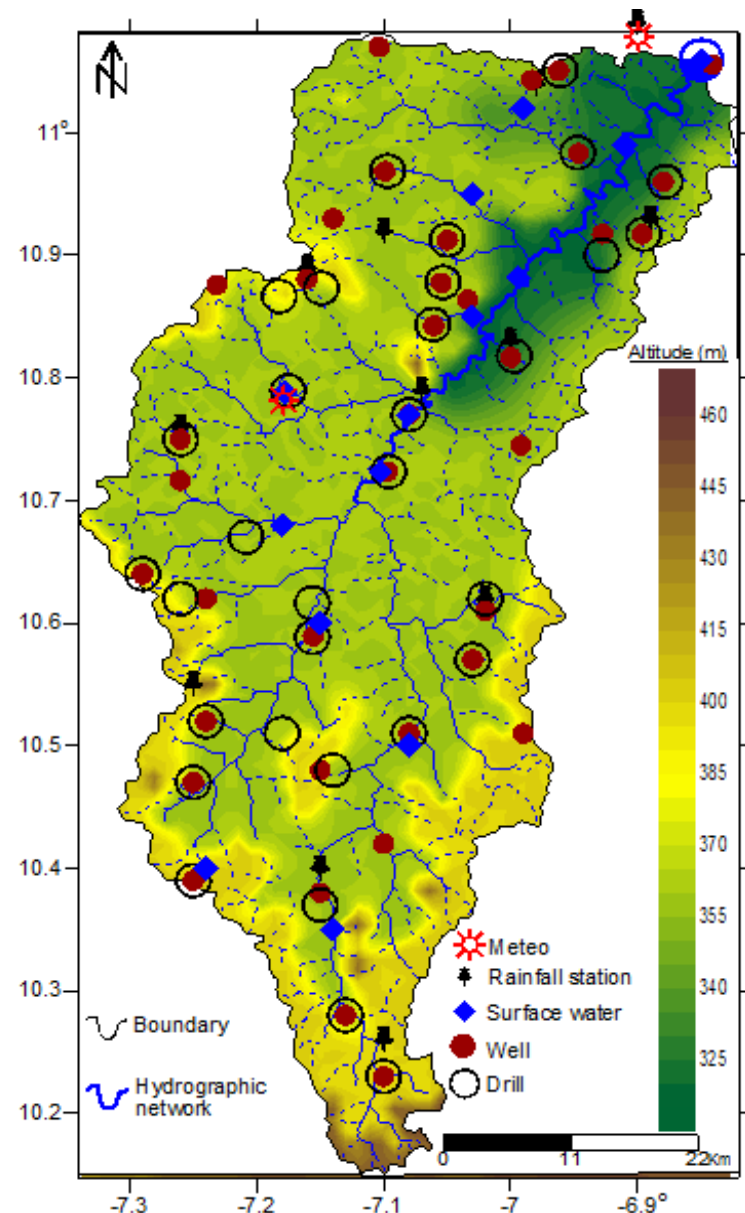 N
11°
10.9
10.8
10.7
10.6
10.5
10.4
10.3
10.2
Altitude (m)
460
445
430
415
400
385
370
355
340
325
Meteo
Rainfall station
Surface water
Well
Drill
Boundary
Hydrographic
network
0 11 22Km
-7.3 -7.2 -7.1 -7 -6.9°